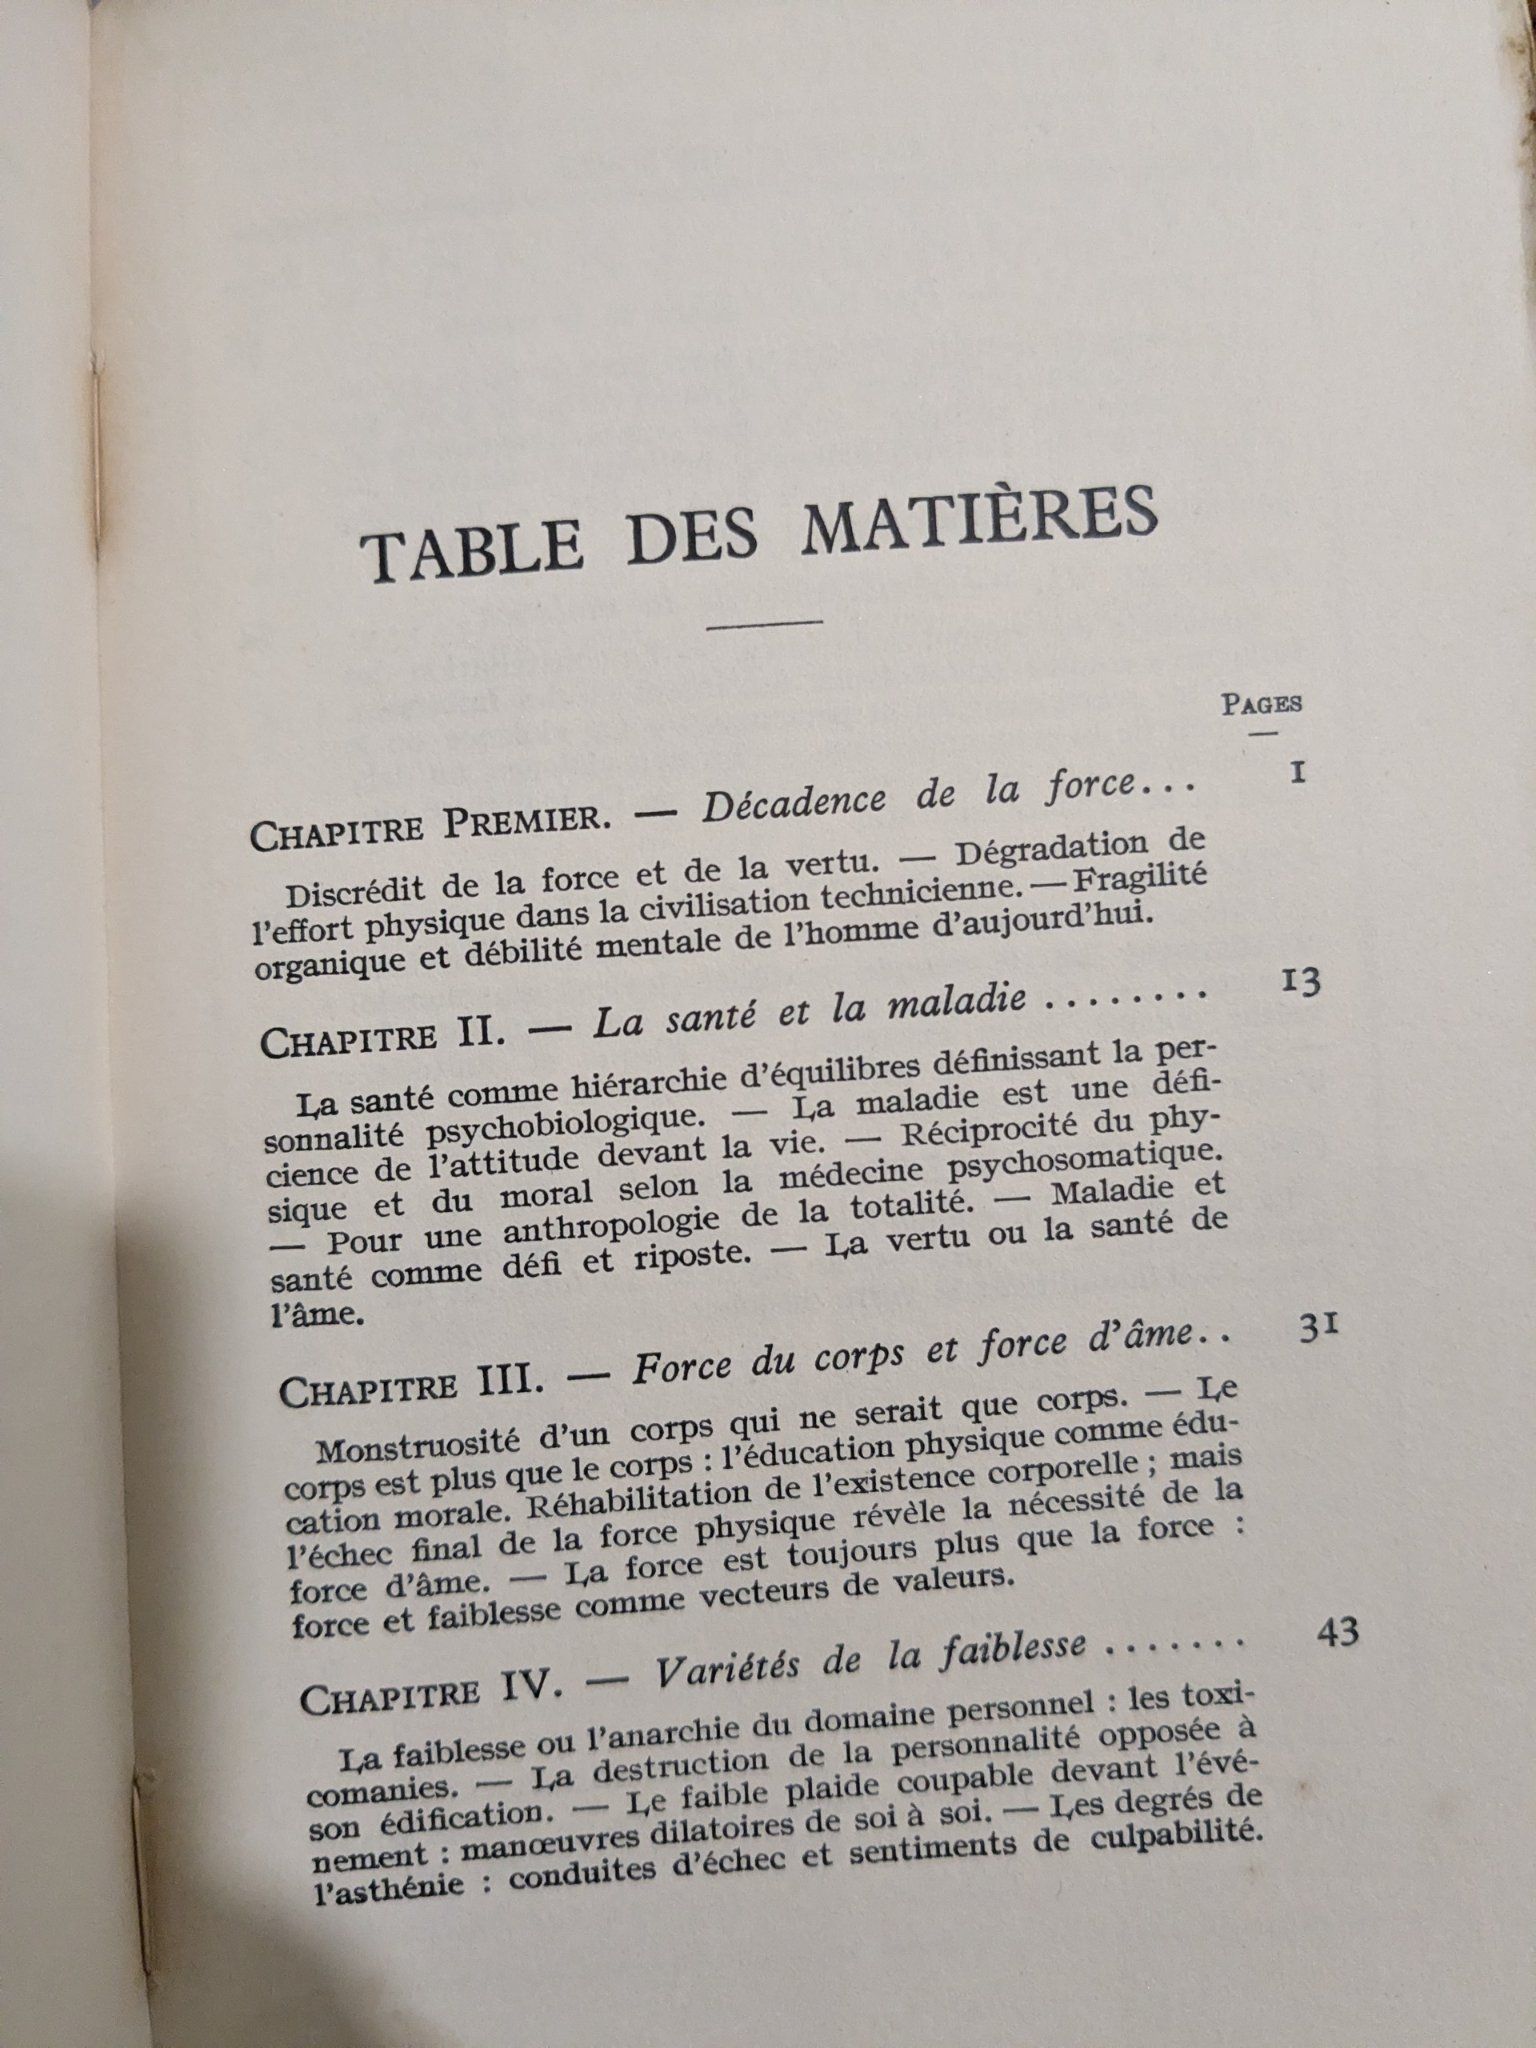 TABLE DES MATIÈRES
PAGES
CHAPITRE PREMIER. — Décadence de la force... 1
Discrédit de la force et de la vertu. — Dégradation de
l'effort physique dans la civilisation technicienne. — Fragilité
organique et débilité mentale de l'homme d'aujourd'hui.
CHAPITRE II. — La santé et la maladie ........ 13
La santé comme hiérarchie d'équilibres définissant la per-
sonnalité psychobiologique. — La maladie est une défi-
cience de l'attitude devant la vie. — Réciprocité du phy-
sique et du moral selon la médecine psychosomatique.
— Pour une anthropologie de la totalité. — Maladie et
santé comme défi et riposte. — La vertu ou la santé de
l'âme.
CHAPITRE III. — Force du corps et force d'âme.. 31
Monstruosité d'un corps qui ne serait que corps. — Le
corps est plus que le corps : l'éducation physique comme édu-
cation morale. Réhabilitation de l'existence corporelle ; mais
l'échec final de la force physique révèle la nécessité de la
force d'âme. — La force est toujours plus que la force :
force et faiblesse comme vecteurs de valeurs.
CHAPITRE IV. — Variétés de la faiblesse ....... 43
La faiblesse ou l'anarchie du domaine personnel : les toxi-
comanies. — La destruction de la personnalité opposée à
son édification. — Le faible plaide coupable devant l'évé-
nement : manœuvres dilatoires de soi à soi. — Les degrés de
l'asthénie : conduites d'échec et sentiments de culpabilité.